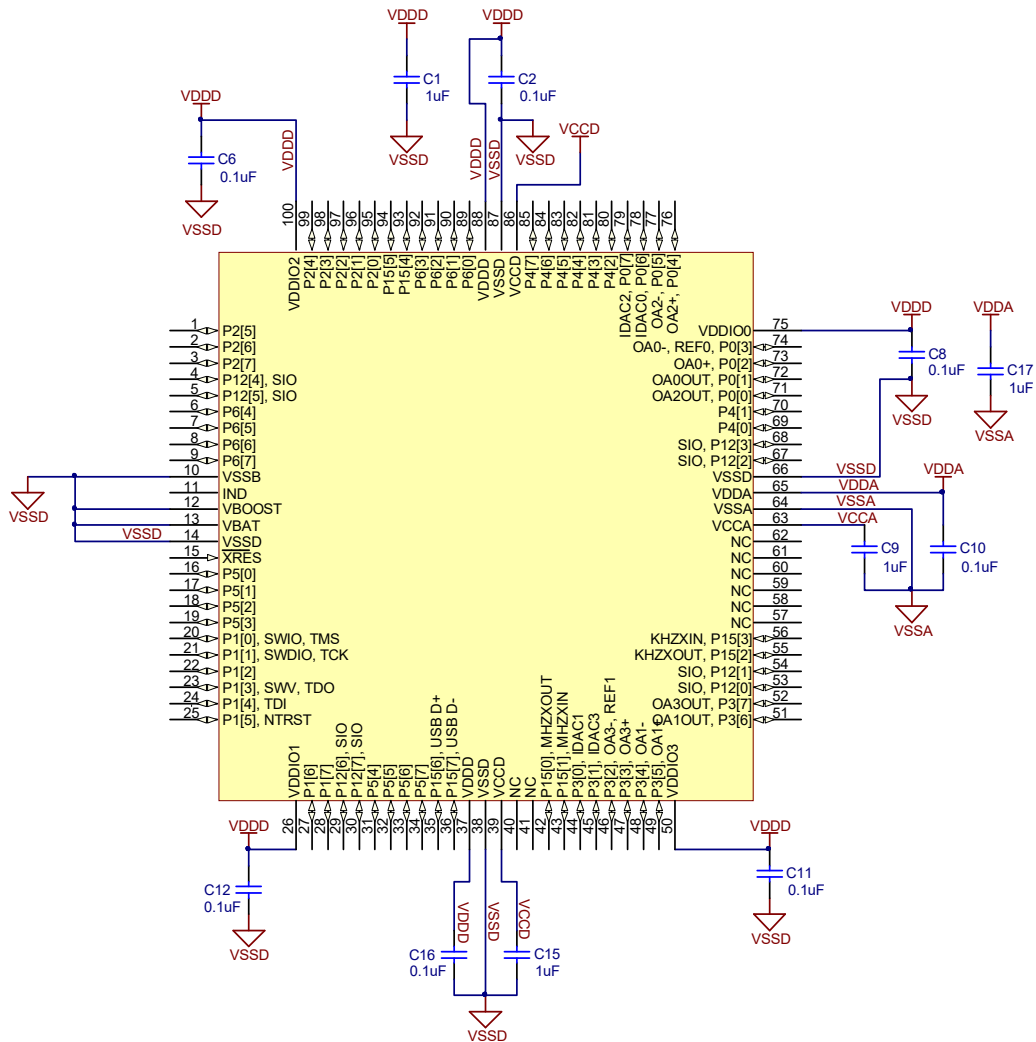 VDDD
C1
1uF
VSSD
VDDD
C2
0.1uF
VSSD
VDDD
C6
0.1uF
VSSD
VCCD
VDDD
VDDD
VSSD
100
99
98
97
96
95
94
93
92
91
90
89
88
87
86
85
84
83
82
81
80
79
78
77
76
VDDIO2
P2[4]
P2[3]
P2[2]
P2[1]
P2[0]
P15[5]
P15[4]
P6[3]
P6[2]
P6[1]
P6[0]
VDDD
VSSD
VCCD
P4[7]
P4[6]
P4[5]
P4[4]
P4[3]
P4[2]
IDAC2, P0[7]
IDAC0, P0[6]
OA2-, P0[5]
OA2+, P0[4]
1 P2[5]
2 P2[6]
3 P2[7]
4 P12[4], SIO
5 P12[5], SIO
6 P6[4]
7 P6[5]
8 P6[6]
9 P6[7]
10 VSSB
11 IND
12 VBOOST
13 VBAT
VSSD 14 VSSD
15 XRES
16 P5[0]
17 P5[1]
18 P5[2]
19 P5[3]
20 P1[0], SWIO, TMS
21 P1[1], SWDIO, TCK
22 P1[2]
23 P1[3], SWV, TDO
24 P1[4], TDI
25 P1[5], NTRST
VSSD
VDDIO0 75
OA0-, REF0, P0[3] 74
OA0+, P0[2] 73
OA0OUT, P0[1] 72
OA2OUT, P0[0] 71
P4[1] 70
P4[0] 69
SIO, P12[3] 68
SIO, P12[2] 67
VSSD 66 VSSD
VDDA 65 VDDA
VSSA 64 VSSA
VCCA 63 VCCA
NC 62
NC 61
NC 60
NC 59
NC 58
NC 57
KHZXIN, P15[3] 56
KHZXOUT, P15[2] 55
SIO, P12[1] 54
SIO, P12[0] 53
OA3OUT, P3[7] 52
OA1OUT, P3[6] 51
VDDD
C8
0.1uF
VSSD
VDDA
C17
1uF
VSSA
VDDA
C9
1uF
C10
0.1uF
VSSA
VDDIO1
P1[6]
P1[7]
P12[6], SIO
P12[7], SIO
P5[4]
P5[5]
P5[6]
P5[7]
P15[6], USB D+
P15[7], USB D-
VDDD
VSSD
VCCD
NC
NC
P15[0], MHZXOUT
P15[1], MHZXIN
P3[0], IDAC1
P3[1], IDAC3
P3[2], OA3-, REF1
P3[3], OA3+
P3[4], OA1-
P3[5], OA1+
VDDIO3
26
27
28
29
30
31
32
33
34
35
36
37
38
39
40
41
42
43
44
45
46
47
48
49
50
VDDD
C12
0.1uF
VSSD
VDDD
VSSD
VCCD
C16
0.1uF
C15
1uF
VSSD
VDDD
C11
0.1uF
VSSD